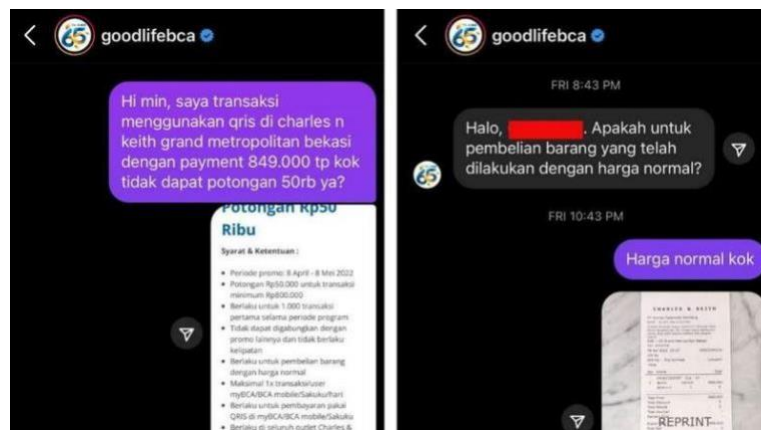 goodlifebca
Hi min, saya transaksi
menggunakan qris di charles n
keith grand metropolitan bekasi
dengan payment 849.000 tp kok
tidak dapat potongan 50rb ya?
Potongan Rp50
Ribu
Syarat & Ketentuan :
Periode promo: 8 April - 8 Mei 2022
Potongan Rp50.000 untuk transaksi
minimum Rp800.000
Berlaku untuk 1.000 transaksi
pertama selama periode program
Tidak dapat digabungkan dengan
promo lainnya dan tidak berlaku
kelipatan
Berlaku untuk pembelian barang
dengan harga normal
Maksimal 1x transaksi/user
myBCA/BCA mobile/Sakuku/hari
Berlaku untuk pembayaran pakai
QRIS di myBCA/BCA mobile/Sakuku
Berlaku di seluruh outlet Charles &
goodlifebca
FRI 8:43 PM
Halo, . Apakah untuk
pembelian barang yang telah
dilakukan dengan harga normal?
FRI 10:43 PM
Harga normal kok
CHARLES & KEITH
REPRINT